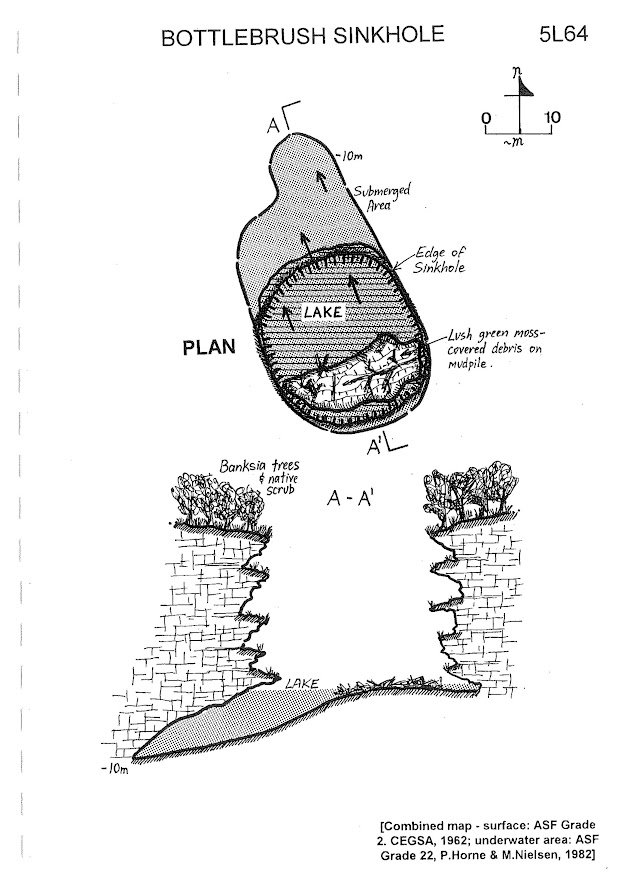 BOTTLEBRUSH SINKHOLE 5L64
n
0 10
~m
A
-10m
Submerged
Area
Edge of
Sinkhole
LAKE
PLAN
Lush green moss-
covered debris on
mudpile.
A'
Banksia trees
& native
scrub
A - A'
LAKE
-10m
[Combined map - surface: ASF Grade
2. CEGSA, 1962; underwater area: ASF
Grade 22, P.Horne & M.Nielsen, 1982]